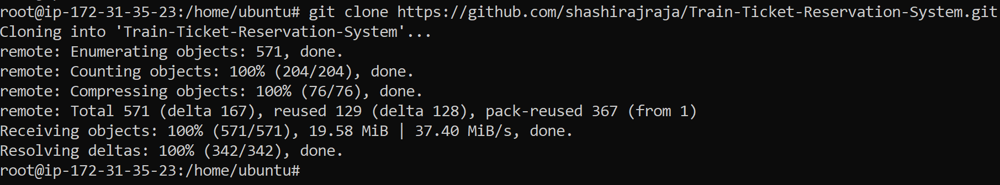 root@ip-172-31-35-23:/home/ubuntu# git clone https://github.com/shashirajraja/Train-Ticket-Reservation-System.git
Cloning into 'Train-Ticket-Reservation-System'...
remote: Enumerating objects: 571, done.
remote: Counting objects: 100% (204/204), done.
remote: Compressing objects: 100% (76/76), done.
remote: Total 571 (delta 167), reused 129 (delta 128), pack-reused 367 (from 1)
Receiving objects: 100% (571/571), 19.58 MiB | 37.40 MiB/s, done.
Resolving deltas: 100% (342/342), done.
root@ip-172-31-35-23:/home/ubuntu#